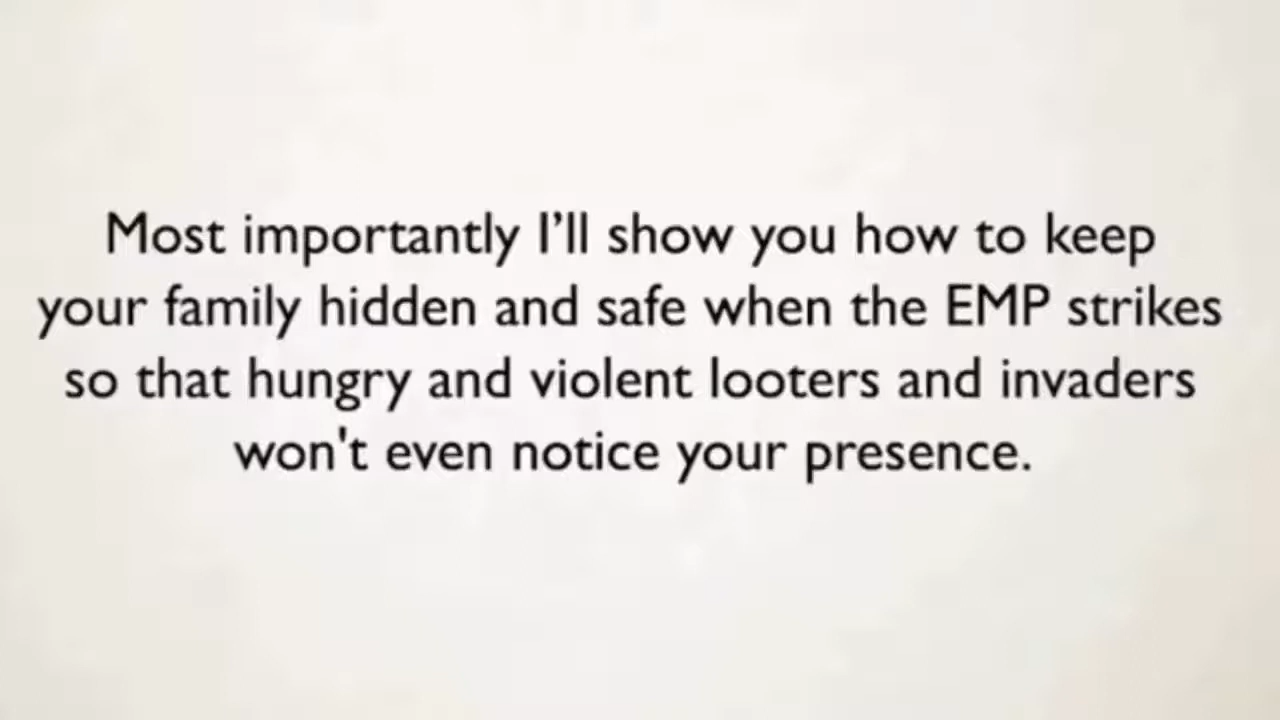 Most importantly I’ll show you how to keep
your family hidden and safe when the EMP strikes
so that hungry and violent looters and invaders
won't even notice your presence.